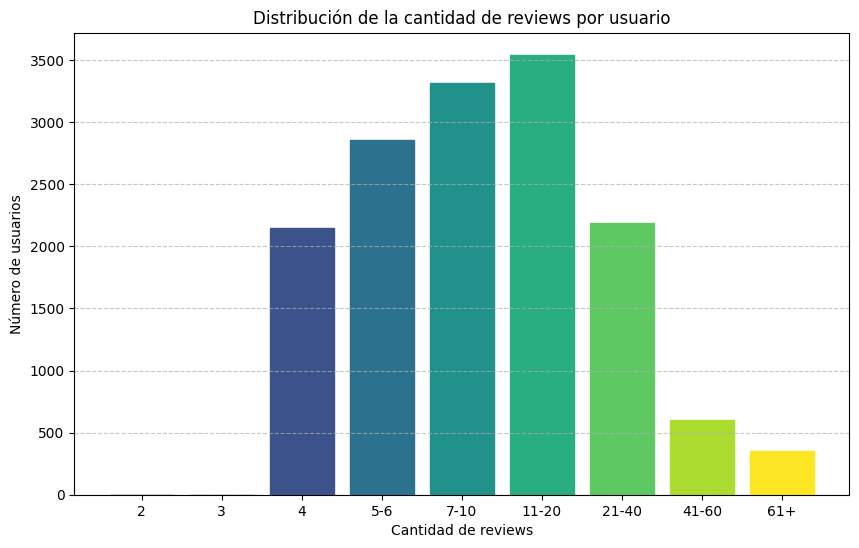 Distribución de la cantidad de reviews por usuario
Número de usuarios
3500
3000
2500
2000
1500
1000
500
0
2 3 4 5-6 7-10 11-20 21-40 41-60 61+
Cantidad de reviews